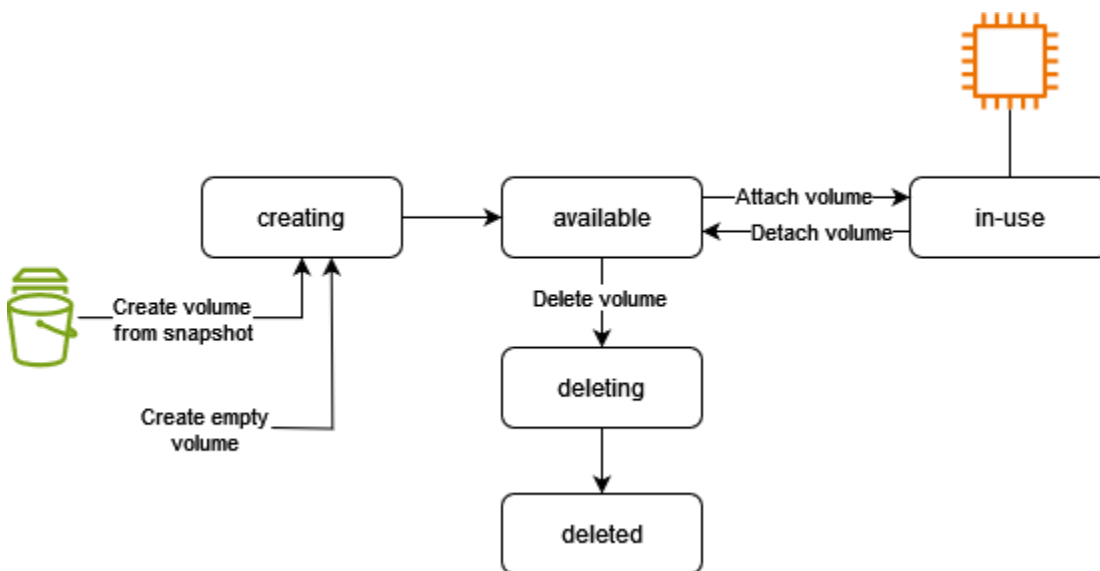 creating
available
Attach volume
in-use
Detach volume
Create volume
from snapshot
Delete volume
deleting
Create empty
volume
deleted